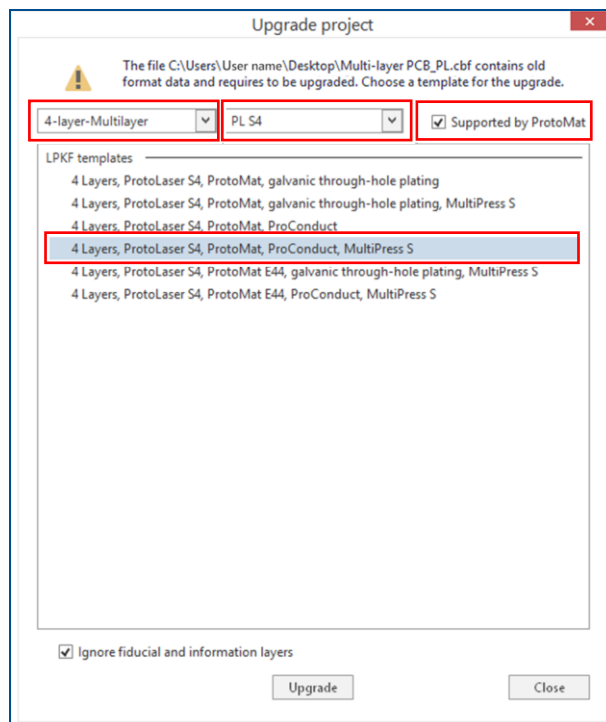 Upgrade project
The file C:\Users\User name\Desktop\Multi-layer PCB_PL.cbf contains old
format data and requires to be upgraded. Choose a template for the upgrade.
4-layer-Multilayer PL S4 Supported by ProtoMat
LPKF templates
4 Layers, ProtoLaser S4, ProtoMat, galvanic through-hole plating
4 Layers, ProtoLaser S4, ProtoMat, galvanic through-hole plating, MultiPress S
4 Layers, ProtoLaser S4, ProtoMat, ProConduct
4 Layers, ProtoLaser S4, ProtoMat, ProConduct, MultiPress S
4 Layers, ProtoLaser S4, ProtoMat E44, galvanic through-hole plating, MultiPress S
4 Layers, ProtoLaser S4, ProtoMat E44, ProConduct, MultiPress S
Ignore fiducial and information layers
Upgrade Close